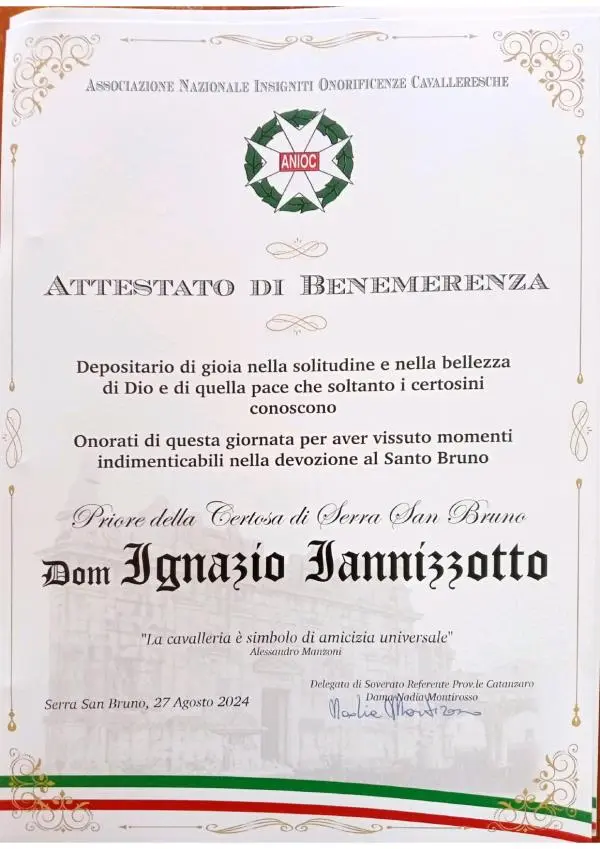 Associazione Nazionale Insigniti Onorificenze Cavalleresche
ANIOC
Attestato di Benemerenza
Depositario di gioia nella solitudine e nella bellezza
di Dio e di quella pace che soltanto i certosini
conoscono
Onorati di questa giornata per aver vissuto momenti
indimenticabili nella devozione al Santo Bruno
Priore della Certosa di Serra San Bruno
Dom Ignazio Iannizzotto
"La cavalleria è simbolo di amicizia universale"
Alessandro Manzoni
Delegata di Soverato Referente Prov.le Catanzaro
Dama Nadia Montirosso
Serra San Bruno, 27 Agosto 2024
Nadia Montirosso